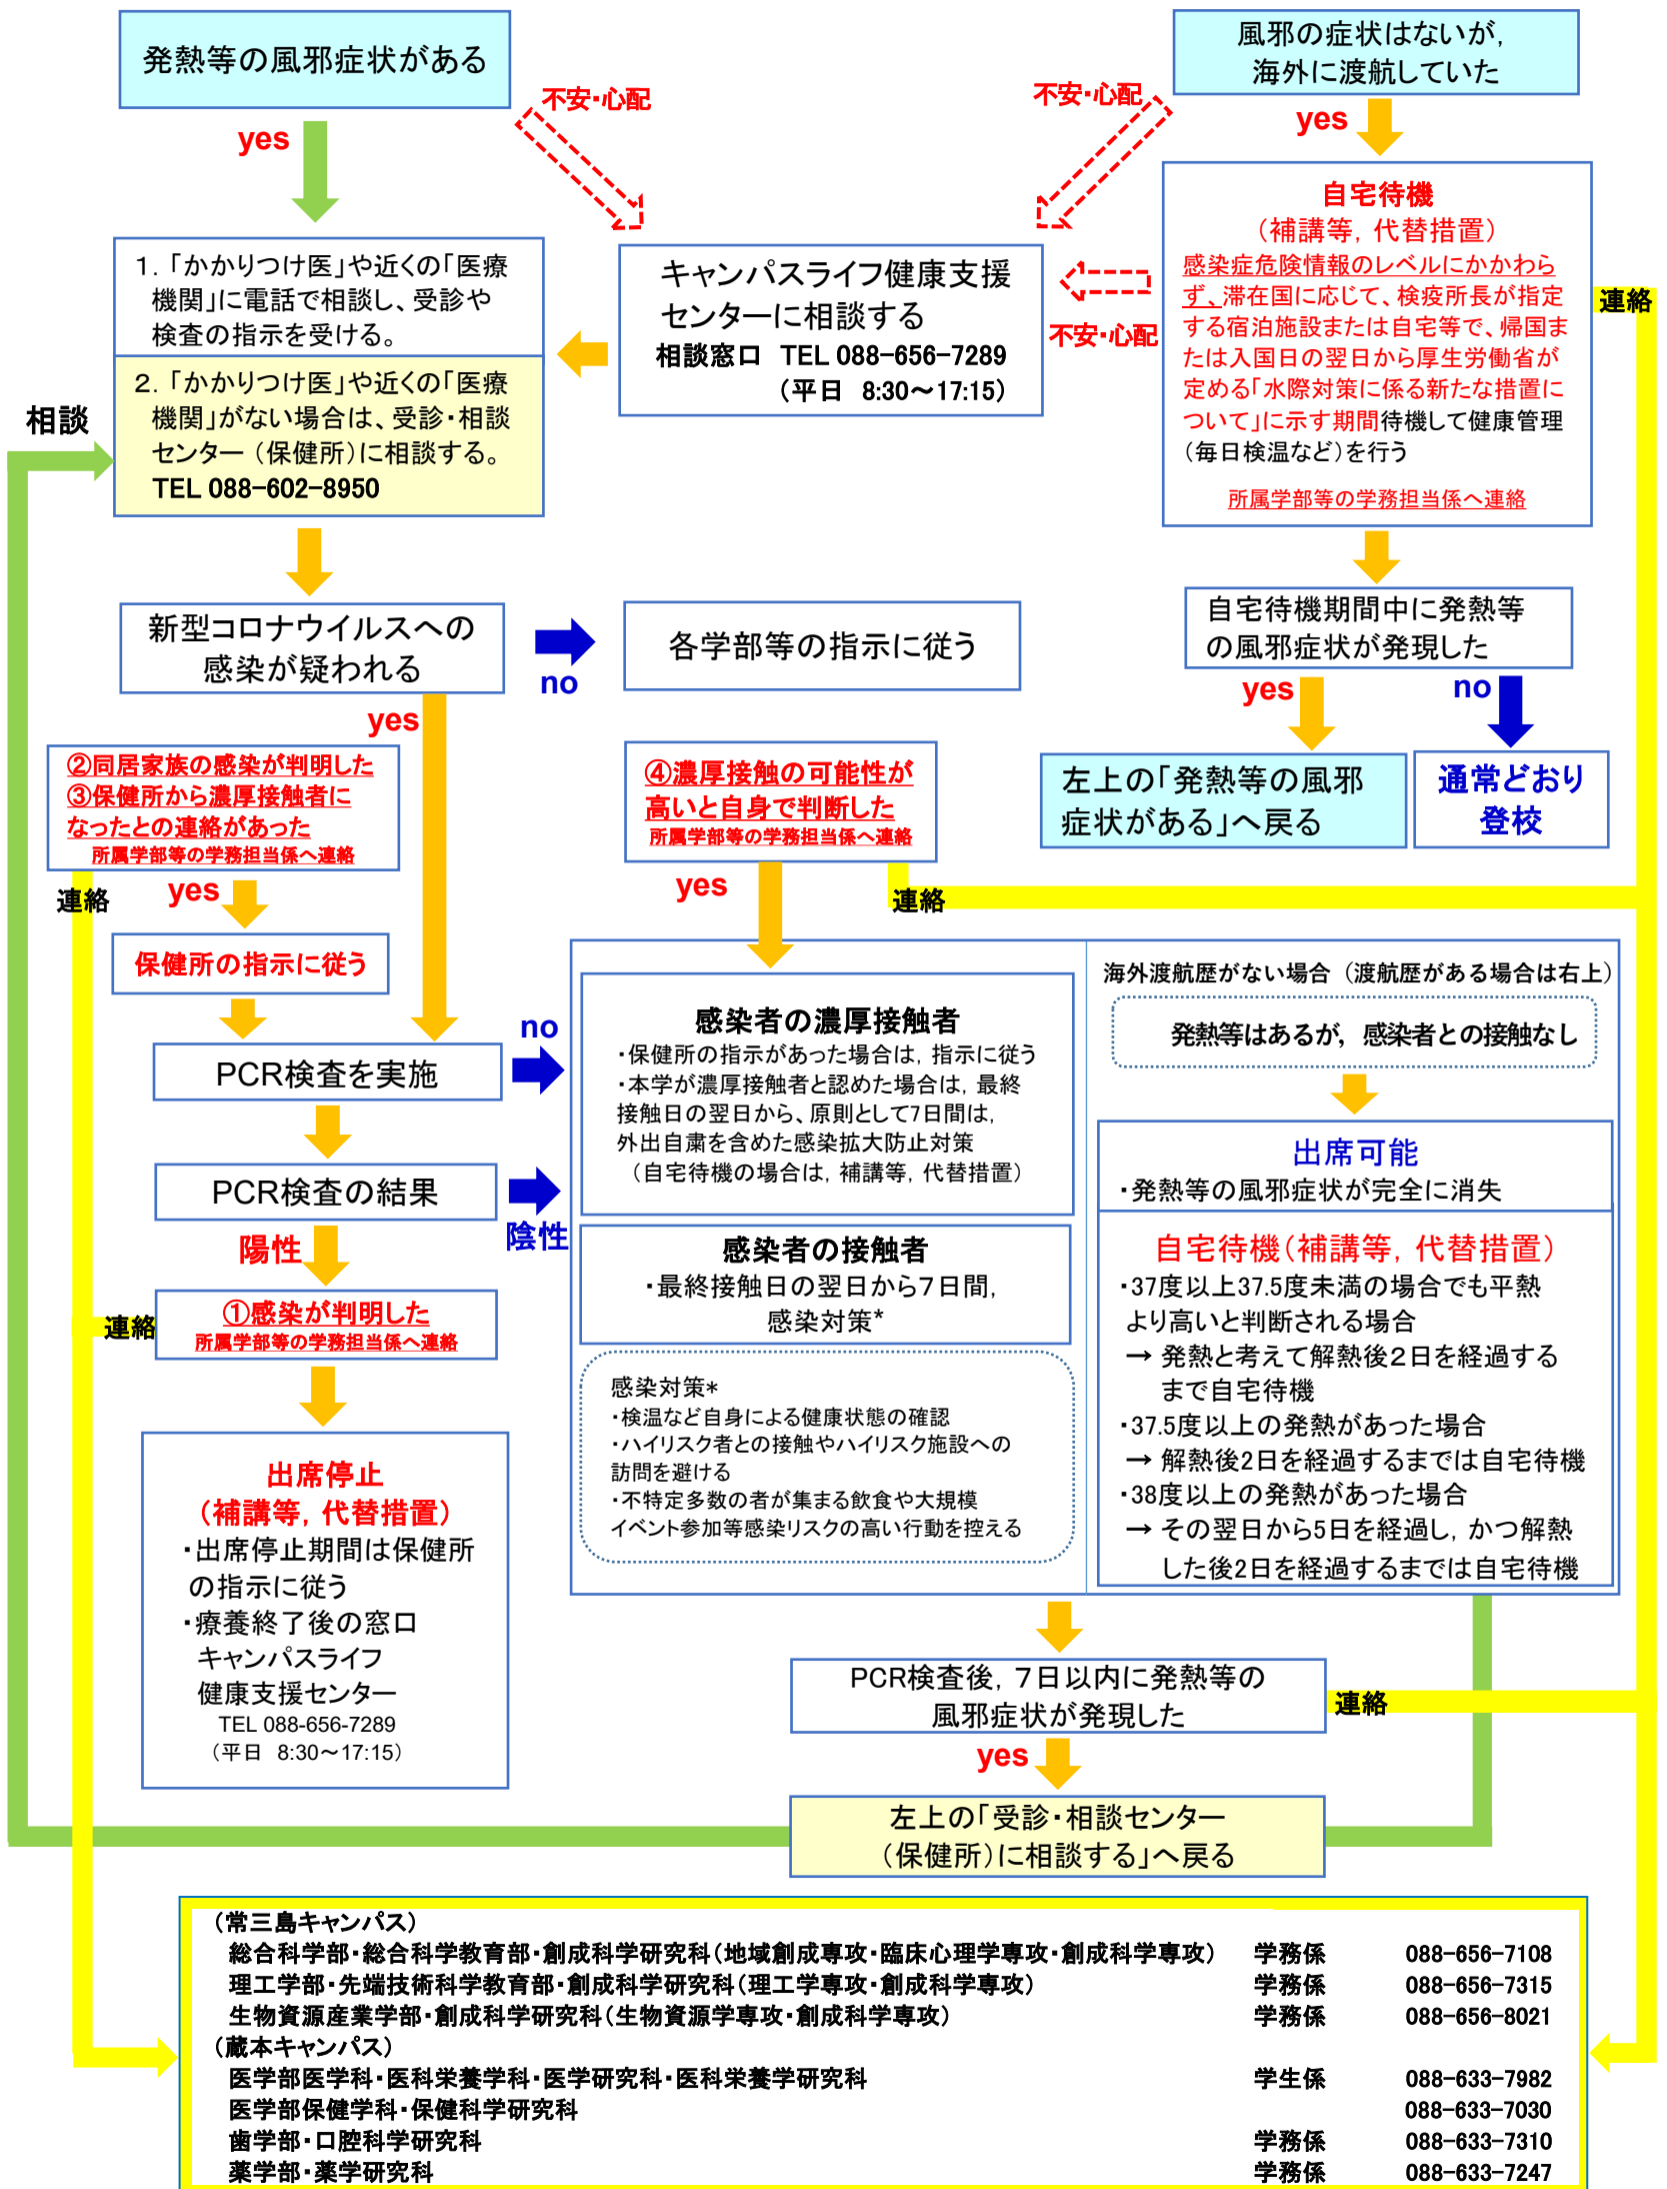 発熱等の風邪症状がある
風邪の症状はないが,
海外に渡航していた
不安・心配
不安・心配
yes
yes
自宅待機
（補講等, 代替措置）
感染症危険情報のレベルにかかわら
ず、滞在国に応じて、検疫所長が指定
する宿泊施設または自宅等で、帰国ま
たは入国日の翌日から厚生労働省が
定める「水際対策に係る新たな措置に
ついて」に示す期間待機して健康管理
（毎日検温など）を行う
所属学部等の学務担当係へ連絡
連絡
1. 「かかりつけ医」や近くの「医療
機関」に電話で相談し、受診や
検査の指示を受ける。
2. 「かかりつけ医」や近くの「医療
機関」がない場合は、受診・相談
センター（保健所）に相談する。
TEL 088-602-8950
相談
キャンパスライフ健康支援
センターに相談する
相談窓口 TEL 088-656-7289
（平日 8:30～17:15）
不安・心配
新型コロナウイルスへの
感染が疑われる
no
各学部等の指示に従う
自宅待機期間中に発熱等
の風邪症状が発現した
yes
yes
no
②同居家族の感染が判明した
③保健所から濃厚接触者に
なったとの連絡があった
所属学部等の学務担当係へ連絡
④濃厚接触の可能性が
高いと自身で判断した
所属学部等の学務担当係へ連絡
左上の「発熱等の風邪
症状がある」へ戻る
通常どおり
登校
連絡
yes
yes
連絡
保健所の指示に従う
PCR検査を実施
no
PCR検査の結果
陰性
陽性
①感染が判明した
所属学部等の学務担当係へ連絡
連絡
出席停止
（補講等, 代替措置）
・出席停止期間は保健所
の指示に従う
・療養終了後の窓口
キャンパスライフ
健康支援センター
TEL 088-656-7289
（平日 8:30～17:15）
感染者の濃厚接触者
・保健所の指示があった場合は, 指示に従う
・本学が濃厚接触者と認めた場合は, 最終
接触日の翌日から、原則として7日間は,
外出自粛を含めた感染拡大防止対策
（自宅待機の場合は, 補講等, 代替措置）
感染者の接触者
・最終接触日の翌日から７日間,
感染対策*
感染対策*
・検温など自身による健康状態の確認
・ハイリスク者との接触やハイリスク施設への
訪問を避ける
・不特定多数の者が集まる飲食や大規模
イベント参加等感染リスクの高い行動を控える
海外渡航歴がない場合（渡航歴がある場合は右上）
発熱等はあるが, 感染者との接触なし
出席可能
・発熱等の風邪症状が完全に消失
自宅待機（補講等, 代替措置）
・37度以上37.5度未満の場合でも平熱
より高いと判断される場合
→ 発熱と考えて解熱後２日を経過する
まで自宅待機
・37.5度以上の発熱があった場合
→ 解熱後2日を経過するまでは自宅待機
・38度以上の発熱があった場合
→ その翌日から5日を経過し, かつ解熱
した後2日を経過するまでは自宅待機
PCR検査後, ７日以内に発熱等の
風邪症状が発現した
連絡
yes
左上の「受診・相談センター
（保健所）に相談する」へ戻る
（常三島キャンパス）
総合科学部・総合科学教育部・創成科学研究科（地域創成専攻・臨床心理学専攻・創成科学専攻） 学務係 088-656-7108
理工学部・先端技術科学教育部・創成科学研究科（理工学専攻・創成科学専攻） 学務係 088-656-7315
生物資源産業学部・創成科学研究科（生物資源学専攻・創成科学専攻） 学務係 088-656-8021
（蔵本キャンパス）
医学部医学科・医科栄養学科・医学研究科・医科栄養学研究科 学生係 088-633-7982
医学部保健学科・保健科学研究科 088-633-7030
歯学部・口腔科学研究科 学務係 088-633-7310
薬学部・薬学研究科 学務係 088-633-7247